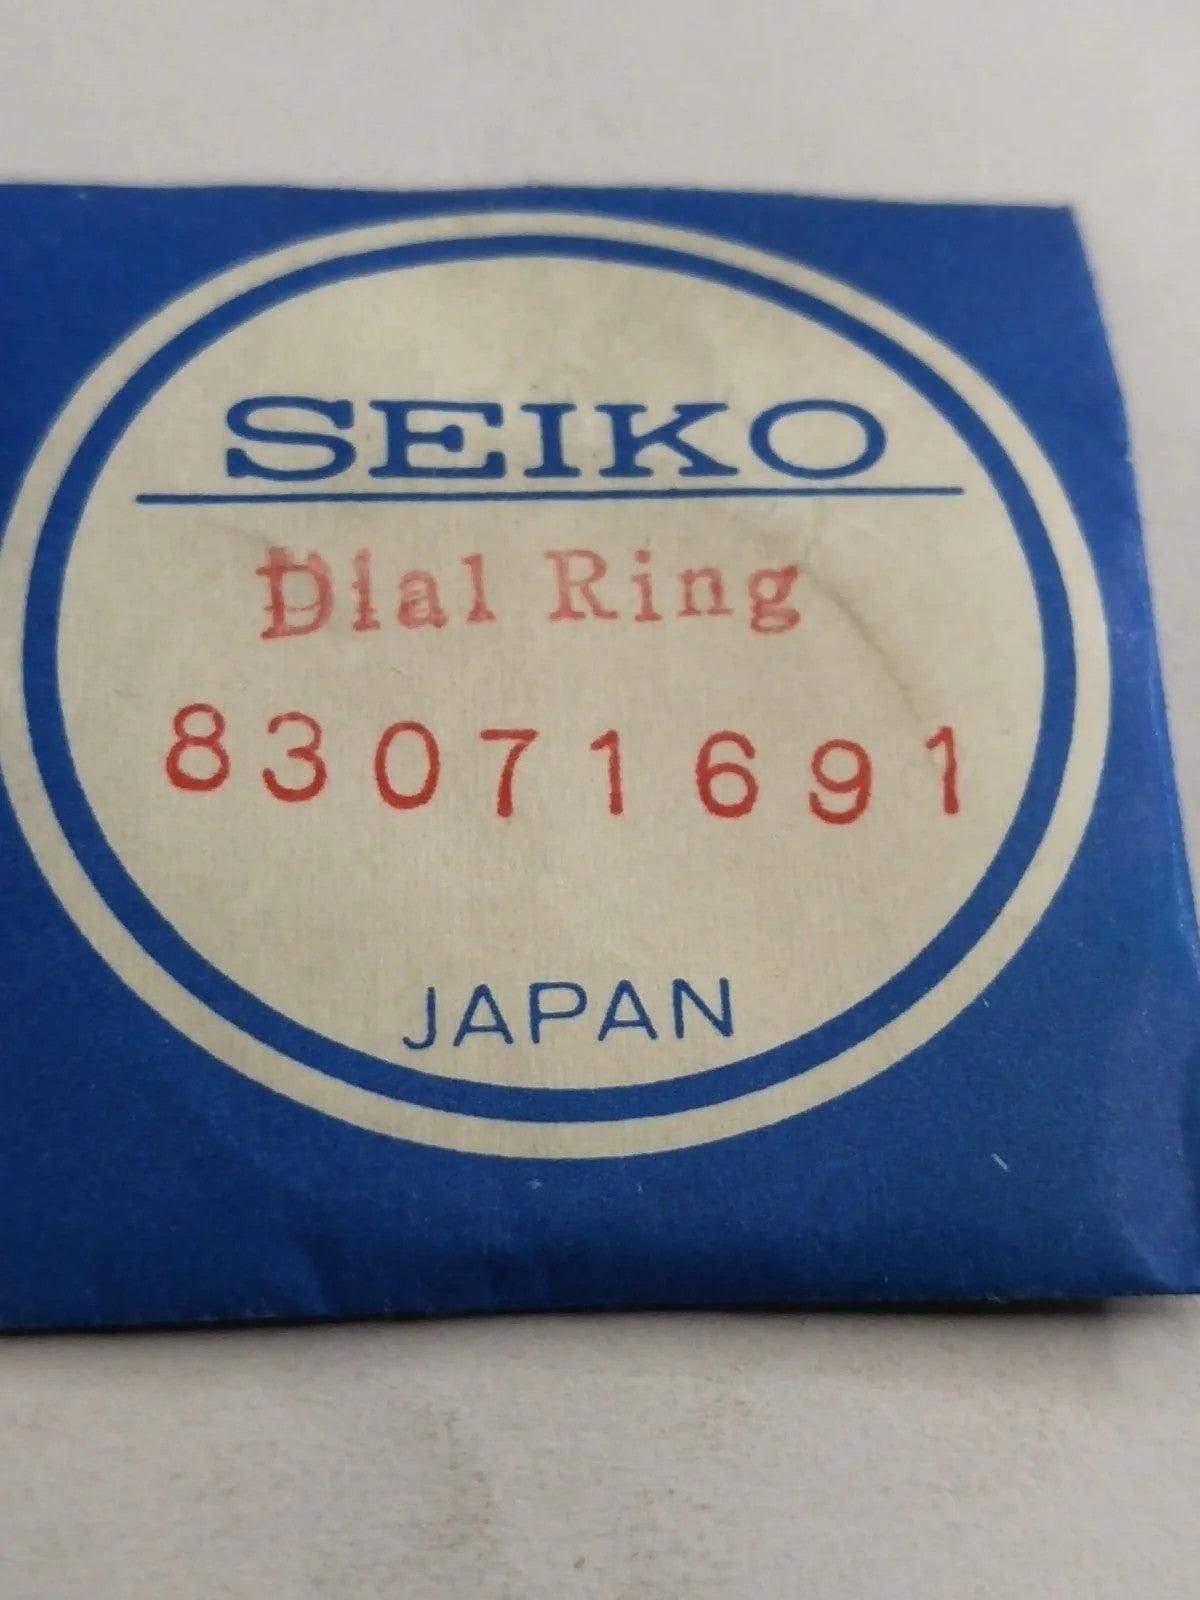 SEIKO
Dial Ring
83071691
JAPAN